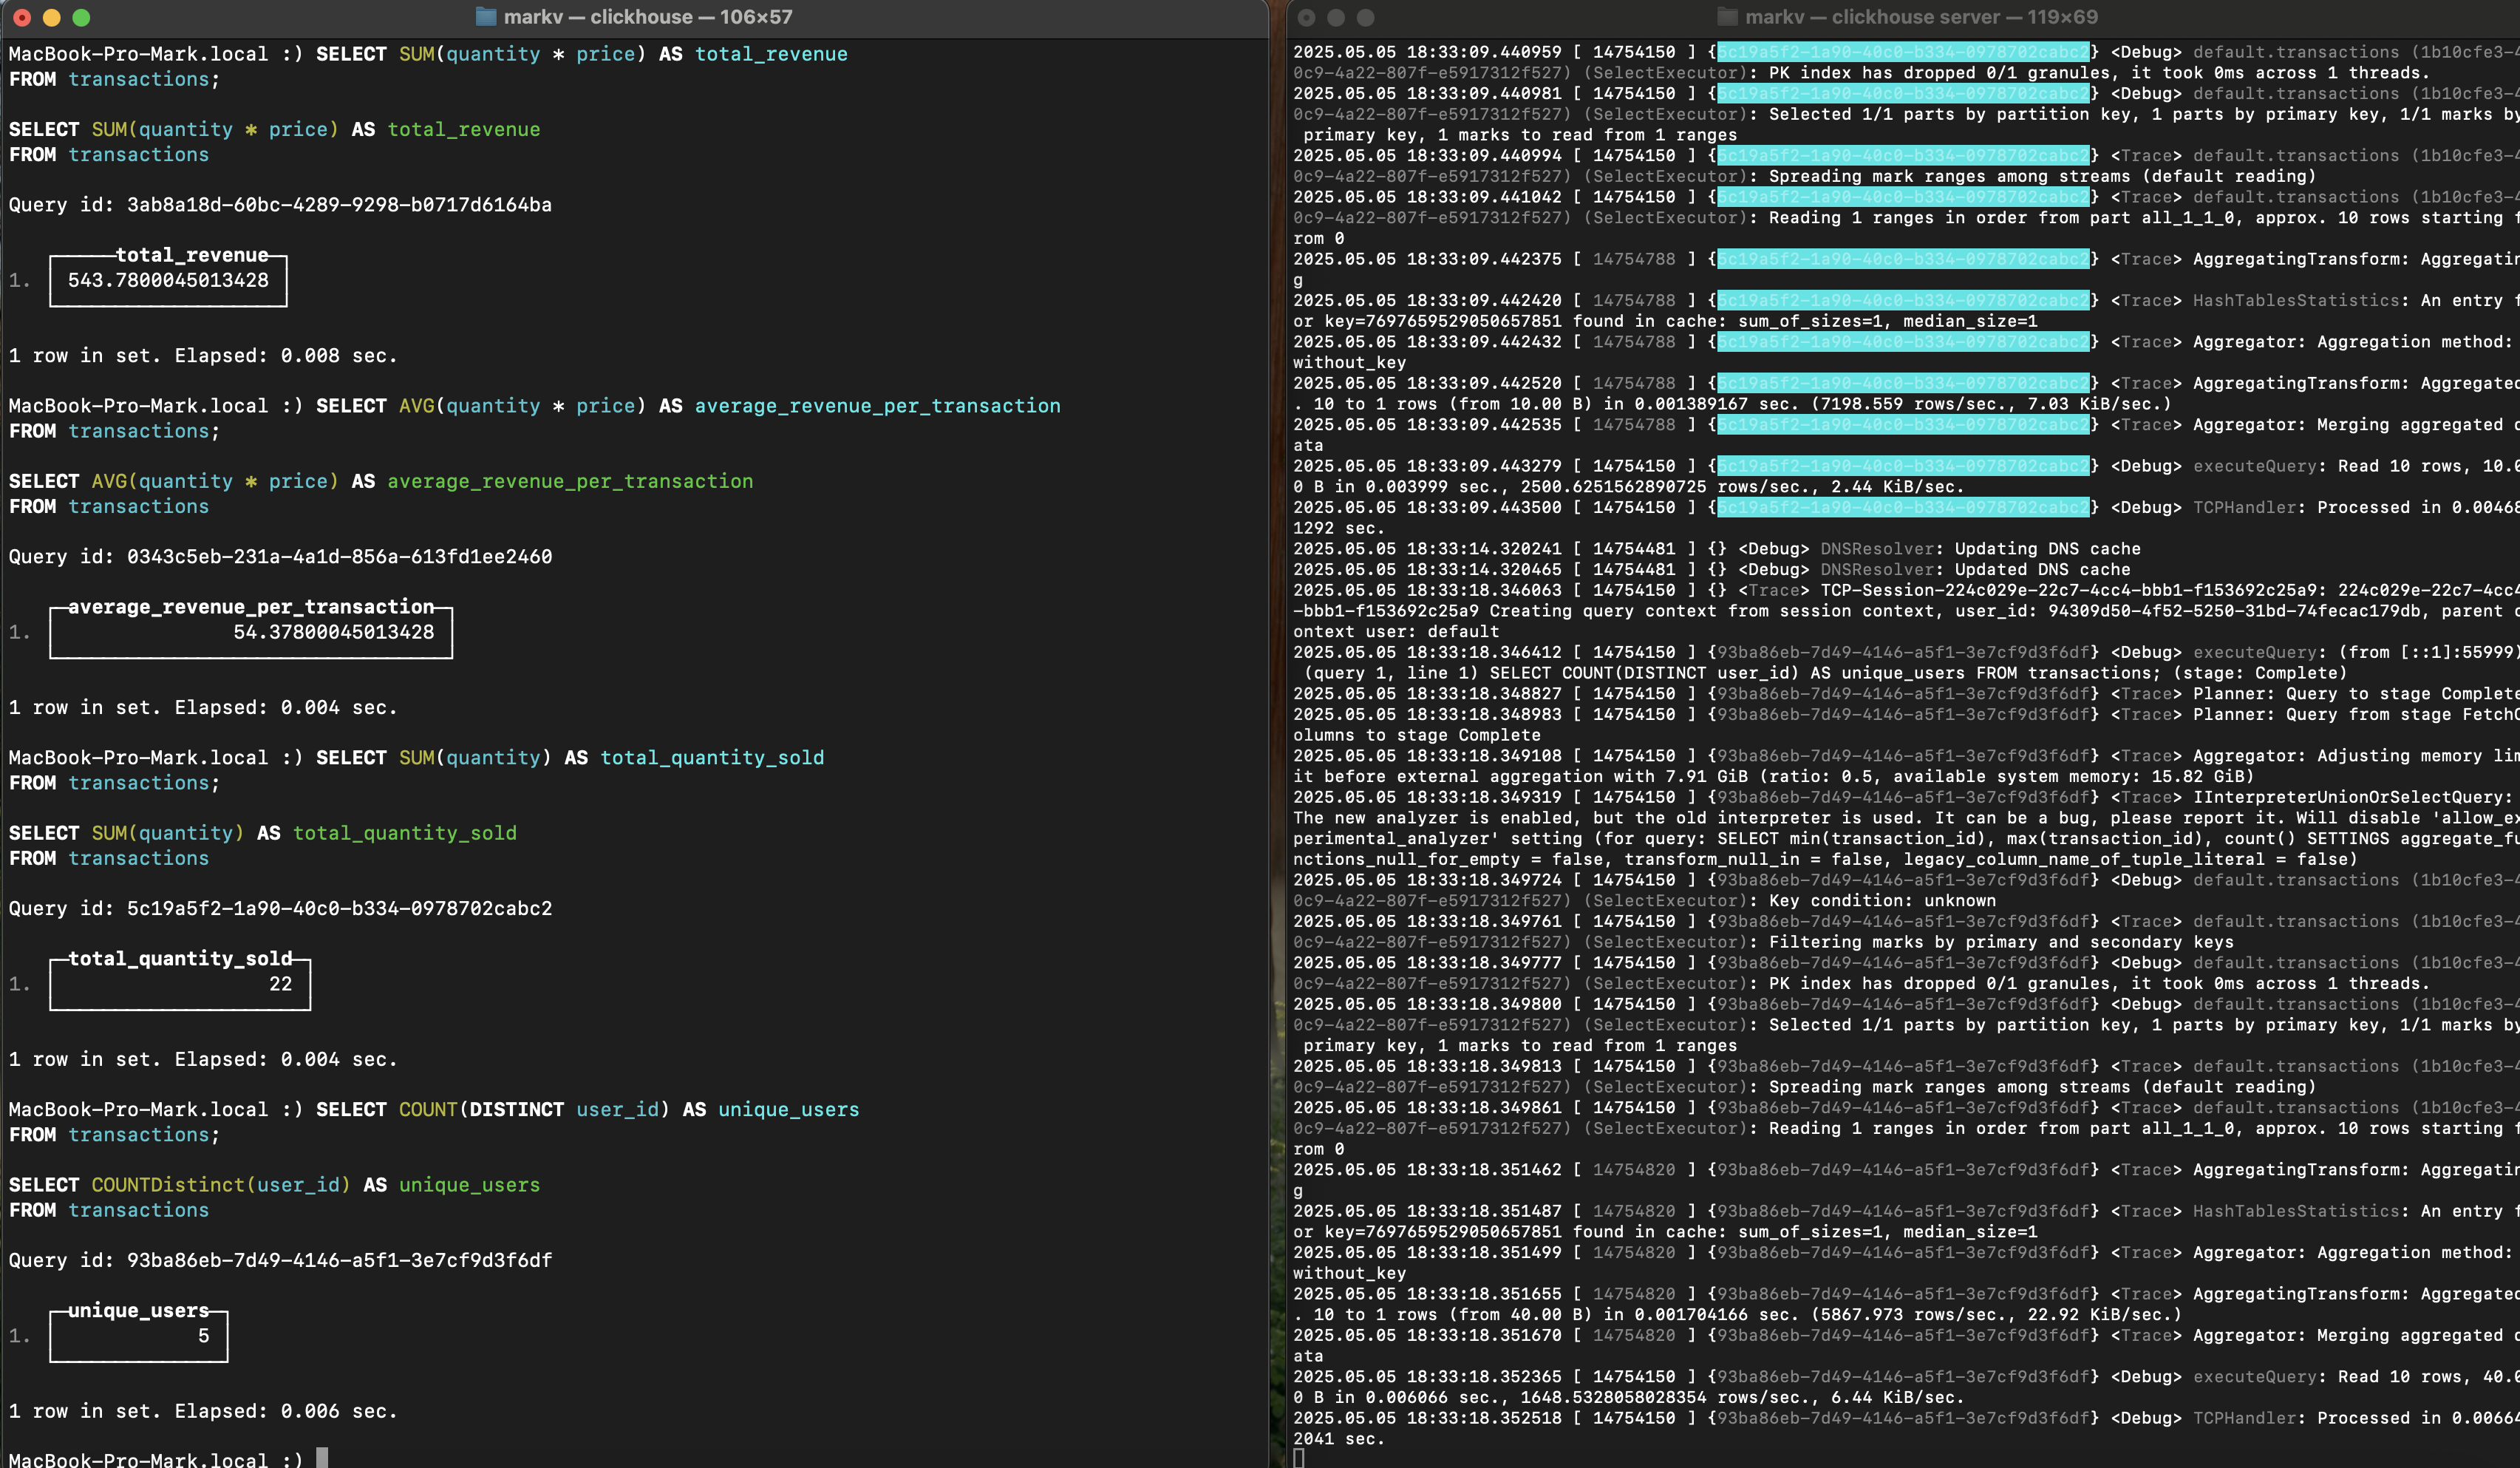 markv — clickhouse — 106×57
MacBook-Pro-Mark.local :) SELECT SUM(quantity * price) AS total_revenue
FROM transactions;
SELECT SUM(quantity * price) AS total_revenue
FROM transactions
Query id: 3ab8a18d-60bc-4289-9298-b0717d6164ba
total_revenue
1. 543.7800045013428
1 row in set. Elapsed: 0.008 sec.
MacBook-Pro-Mark.local :) SELECT AVG(quantity * price) AS average_revenue_per_transaction
FROM transactions;
SELECT AVG(quantity * price) AS average_revenue_per_transaction
FROM transactions
Query id: 0343c5eb-231a-4a1d-856a-613fd1ee2460
average_revenue_per_transaction
1. 54.37800045013428
1 row in set. Elapsed: 0.004 sec.
MacBook-Pro-Mark.local :) SELECT SUM(quantity) AS total_quantity_sold
FROM transactions;
SELECT SUM(quantity) AS total_quantity_sold
FROM transactions
Query id: 5c19a5f2-1a90-40c0-b334-0978702cabc2
total_quantity_sold
1. 22
1 row in set. Elapsed: 0.004 sec.
MacBook-Pro-Mark.local :) SELECT COUNT(DISTINCT user_id) AS unique_users
FROM transactions;
SELECT COUNTDistinct(user_id) AS unique_users
FROM transactions
Query id: 93ba86eb-7d49-4146-a5f1-3e7cf9d3f6df
unique_users
1. 5
1 row in set. Elapsed: 0.006 sec.
MacBook-Pro-Mark.local :)
markv — clickhouse server — 119×69
2025.05.05 18:33:09.440959 [ 14754150 ] {5c19a5f2-1a90-40c0-b334-0978702cabc2} <Debug> default.transactions (1b10cfe3-4
0c9-4a22-807f-e5917312f527) (SelectExecutor): PK index has dropped 0/1 granules, it took 0ms across 1 threads.
2025.05.05 18:33:09.440981 [ 14754150 ] {5c19a5f2-1a90-40c0-b334-0978702cabc2} <Debug> default.transactions (1b10cfe3-4
0c9-4a22-807f-e5917312f527) (SelectExecutor): Selected 1/1 parts by partition key, 1 parts by primary key, 1/1 marks by
primary key, 1 marks to read from 1 ranges
2025.05.05 18:33:09.440994 [ 14754150 ] {5c19a5f2-1a90-40c0-b334-0978702cabc2} <Trace> default.transactions (1b10cfe3-4
0c9-4a22-807f-e5917312f527) (SelectExecutor): Spreading mark ranges among streams (default reading)
2025.05.05 18:33:09.441042 [ 14754150 ] {5c19a5f2-1a90-40c0-b334-0978702cabc2} <Trace> default.transactions (1b10cfe3-4
0c9-4a22-807f-e5917312f527) (SelectExecutor): Reading 1 ranges in order from part all_1_1_0, approx. 10 rows starting f
rom 0
2025.05.05 18:33:09.442375 [ 14754788 ] {5c19a5f2-1a90-40c0-b334-0978702cabc2} <Trace> AggregatingTransform: Aggregatin
g
2025.05.05 18:33:09.442420 [ 14754788 ] {5c19a5f2-1a90-40c0-b334-0978702cabc2} <Trace> HashTablesStatistics: An entry f
or key=7697659529050657851 found in cache: sum_of_sizes=1, median_size=1
2025.05.05 18:33:09.442432 [ 14754788 ] {5c19a5f2-1a90-40c0-b334-0978702cabc2} <Trace> Aggregator: Aggregation method:
without_key
2025.05.05 18:33:09.442520 [ 14754788 ] {5c19a5f2-1a90-40c0-b334-0978702cabc2} <Trace> AggregatingTransform: Aggregated
. 10 to 1 rows (from 10.00 B) in 0.001389167 sec. (7198.559 rows/sec., 7.03 KiB/sec.)
2025.05.05 18:33:09.442535 [ 14754788 ] {5c19a5f2-1a90-40c0-b334-0978702cabc2} <Trace> Aggregator: Merging aggregated d
ata
2025.05.05 18:33:09.443279 [ 14754150 ] {5c19a5f2-1a90-40c0-b334-0978702cabc2} <Debug> executeQuery: Read 10 rows, 10.0
0 B in 0.003999 sec., 2500.6251562890725 rows/sec., 2.44 KiB/sec.
2025.05.05 18:33:09.443500 [ 14754150 ] {5c19a5f2-1a90-40c0-b334-0978702cabc2} <Debug> TCPHandler: Processed in 0.00468
1292 sec.
2025.05.05 18:33:14.320241 [ 14754481 ] {} <Debug> DNSResolver: Updating DNS cache
2025.05.05 18:33:14.320465 [ 14754481 ] {} <Debug> DNSResolver: Updated DNS cache
2025.05.05 18:33:18.346063 [ 14754150 ] {} <Trace> TCP-Session-224c029e-22c7-4cc4-bbb1-f153692c25a9: 224c029e-22c7-4cc4
-bbb1-f153692c25a9 Creating query context from session context, user_id: 94309d50-4f52-5250-31bd-74fecac179db, parent c
ontext user: default
2025.05.05 18:33:18.346412 [ 14754150 ] {93ba86eb-7d49-4146-a5f1-3e7cf9d3f6df} <Debug> executeQuery: (from [::1]:55999)
(query 1, line 1) SELECT COUNT(DISTINCT user_id) AS unique_users FROM transactions; (stage: Complete)
2025.05.05 18:33:18.348827 [ 14754150 ] {93ba86eb-7d49-4146-a5f1-3e7cf9d3f6df} <Trace> Planner: Query to stage Complete
2025.05.05 18:33:18.348983 [ 14754150 ] {93ba86eb-7d49-4146-a5f1-3e7cf9d3f6df} <Trace> Planner: Query from stage FetchC
olumns to stage Complete
2025.05.05 18:33:18.349108 [ 14754150 ] {93ba86eb-7d49-4146-a5f1-3e7cf9d3f6df} <Trace> Aggregator: Adjusting memory lim
it before external aggregation with 7.91 GiB (ratio: 0.5, available system memory: 15.82 GiB)
2025.05.05 18:33:18.349319 [ 14754150 ] {93ba86eb-7d49-4146-a5f1-3e7cf9d3f6df} <Trace> IInterpreterUnionOrSelectQuery:
The new analyzer is enabled, but the old interpreter is used. It can be a bug, please report it. Will disable 'allow_ex
perimental_analyzer' setting (for query: SELECT min(transaction_id), max(transaction_id), count() SETTINGS aggregate_fu
nctions_null_for_empty = false, transform_null_in = false, legacy_column_name_of_tuple_literal = false)
2025.05.05 18:33:18.349724 [ 14754150 ] {93ba86eb-7d49-4146-a5f1-3e7cf9d3f6df} <Debug> default.transactions (1b10cfe3-4
0c9-4a22-807f-e5917312f527) (SelectExecutor): Key condition: unknown
2025.05.05 18:33:18.349761 [ 14754150 ] {93ba86eb-7d49-4146-a5f1-3e7cf9d3f6df} <Trace> default.transactions (1b10cfe3-4
0c9-4a22-807f-e5917312f527) (SelectExecutor): Filtering marks by primary and secondary keys
2025.05.05 18:33:18.349777 [ 14754150 ] {93ba86eb-7d49-4146-a5f1-3e7cf9d3f6df} <Debug> default.transactions (1b10cfe3-4
0c9-4a22-807f-e5917312f527) (SelectExecutor): PK index has dropped 0/1 granules, it took 0ms across 1 threads.
2025.05.05 18:33:18.349800 [ 14754150 ] {93ba86eb-7d49-4146-a5f1-3e7cf9d3f6df} <Debug> default.transactions (1b10cfe3-4
0c9-4a22-807f-e5917312f527) (SelectExecutor): Selected 1/1 parts by partition key, 1 parts by primary key, 1/1 marks by
primary key, 1 marks to read from 1 ranges
2025.05.05 18:33:18.349813 [ 14754150 ] {93ba86eb-7d49-4146-a5f1-3e7cf9d3f6df} <Trace> default.transactions (1b10cfe3-4
0c9-4a22-807f-e5917312f527) (SelectExecutor): Spreading mark ranges among streams (default reading)
2025.05.05 18:33:18.349861 [ 14754150 ] {93ba86eb-7d49-4146-a5f1-3e7cf9d3f6df} <Trace> default.transactions (1b10cfe3-4
0c9-4a22-807f-e5917312f527) (SelectExecutor): Reading 1 ranges in order from part all_1_1_0, approx. 10 rows starting f
rom 0
2025.05.05 18:33:18.351462 [ 14754820 ] {93ba86eb-7d49-4146-a5f1-3e7cf9d3f6df} <Trace> AggregatingTransform: Aggregatin
g
2025.05.05 18:33:18.351487 [ 14754820 ] {93ba86eb-7d49-4146-a5f1-3e7cf9d3f6df} <Trace> HashTablesStatistics: An entry f
or key=7697659529050657851 found in cache: sum_of_sizes=1, median_size=1
2025.05.05 18:33:18.351499 [ 14754820 ] {93ba86eb-7d49-4146-a5f1-3e7cf9d3f6df} <Trace> Aggregator: Aggregation method:
without_key
2025.05.05 18:33:18.351655 [ 14754820 ] {93ba86eb-7d49-4146-a5f1-3e7cf9d3f6df} <Trace> AggregatingTransform: Aggregated
. 10 to 1 rows (from 40.00 B) in 0.001704166 sec. (5867.973 rows/sec., 22.92 KiB/sec.)
2025.05.05 18:33:18.351670 [ 14754820 ] {93ba86eb-7d49-4146-a5f1-3e7cf9d3f6df} <Trace> Aggregator: Merging aggregated d
ata
2025.05.05 18:33:18.352365 [ 14754150 ] {93ba86eb-7d49-4146-a5f1-3e7cf9d3f6df} <Debug> executeQuery: Read 10 rows, 40.0
0 B in 0.006066 sec., 1648.5328058028354 rows/sec., 6.44 KiB/sec.
2025.05.05 18:33:18.352518 [ 14754150 ] {93ba86eb-7d49-4146-a5f1-3e7cf9d3f6df} <Debug> TCPHandler: Processed in 0.00664
2041 sec.